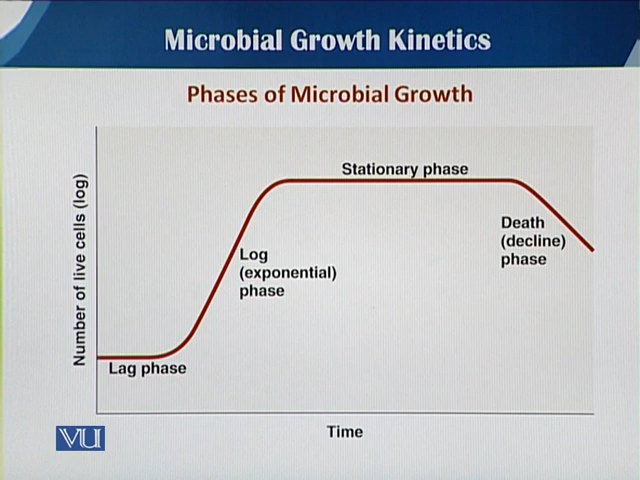 Microbial Growth Kinetics
Phases of Microbial Growth
Number of live cells (log)
Stationary phase
Death
(decline)
phase
Log
(exponential)
phase
Lag phase
Time
VU